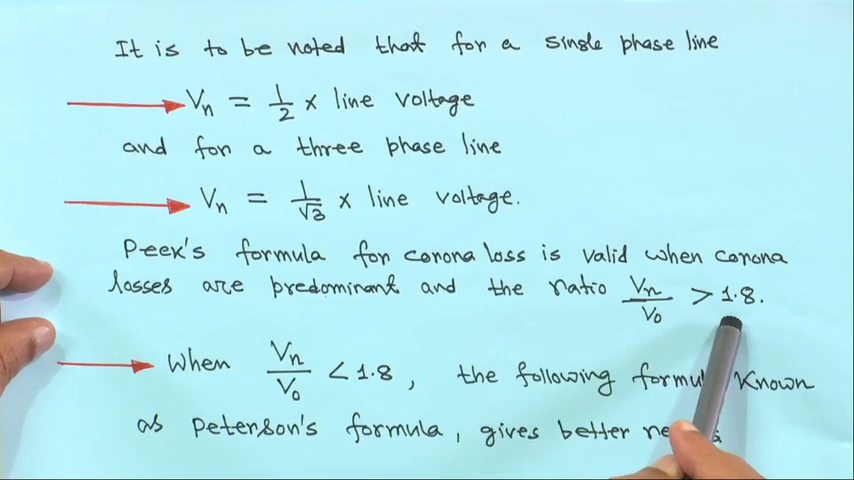 It is to be noted that for a single phase line
Vn = 1/2 × line voltage
and for a three phase line
Vn = 1/√3 × line voltage.
Peek's formula for corona loss is valid when corona
losses are predominant and the ratio Vn/V0 > 1.8.
When Vn/V0 < 1.8, the following formu known
as Peterson's formula, gives better